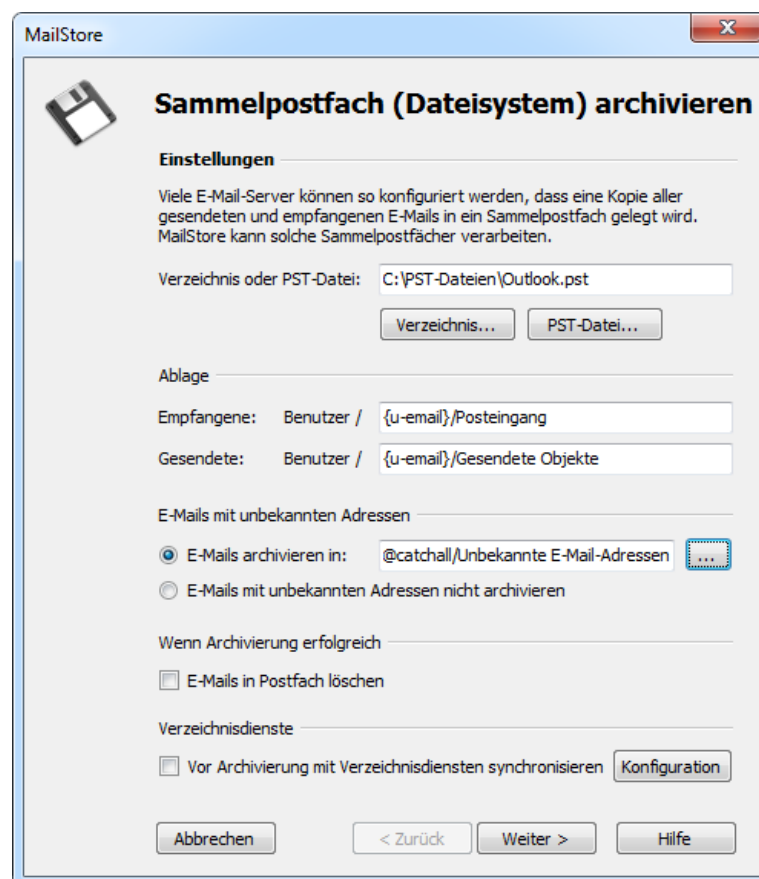 MailStore
Sammelpostfach (Dateisystem) archivieren
Einstellungen
Viele E-Mail-Server können so konfiguriert werden, dass eine Kopie aller
gesendeten und empfangenen E-Mails in ein Sammelpostfach gelegt wird.
MailStore kann solche Sammelpostfächer verarbeiten.
Verzeichnis oder PST-Datei: C:\PST-Dateien\Outlook.pst
Verzeichnis... PST-Datei...
Ablage
Empfangene: Benutzer / {u-email}/Posteingang
Gesendete: Benutzer / {u-email}/Gesendete Objekte
E-Mails mit unbekannten Adressen
E-Mails archivieren in: @catchall/Unbekannte E-Mail-Adressen ...
E-Mails mit unbekannten Adressen nicht archivieren
Wenn Archivierung erfolgreich
E-Mails in Postfach löschen
Verzeichnisdienste
Vor Archivierung mit Verzeichnisdiensten synchronisieren Konfiguration
Abbrechen < Zurück Weiter > Hilfe